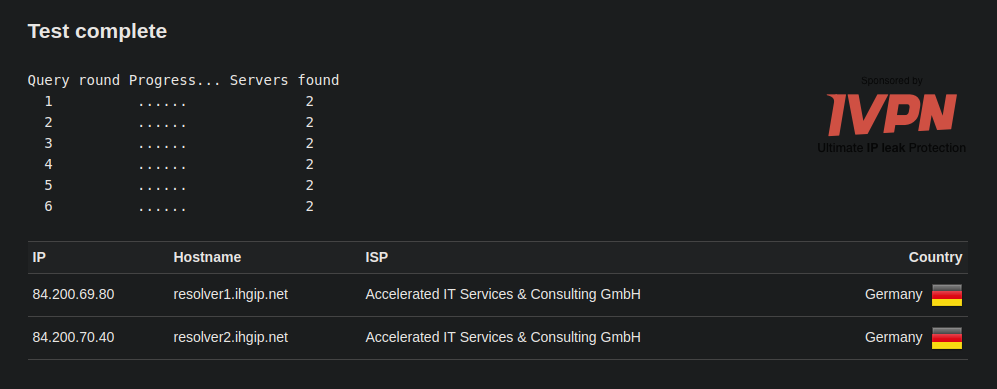 Test complete
Query round Progress... Servers found
1 ...... 2
2 ...... 2
3 ...... 2
4 ...... 2
5 ...... 2
6 ...... 2
Sponsored by
IVPN
Ultimate IP leak Protection
IP Hostname ISP Country
84.200.69.80 resolver1.ihgip.net Accelerated IT Services & Consulting GmbH Germany
84.200.70.40 resolver2.ihgip.net Accelerated IT Services & Consulting GmbH Germany